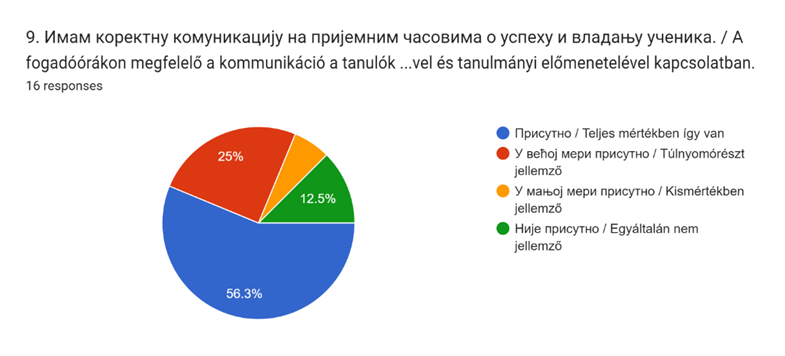 9. Имам коректну комуникацију на пријемним часовима о успеху и владању ученика. / A
fogadóórákon megfelelő a kommunikáció a tanulók ...vel és tanulmányi előmenetelével kapcsolatban.
16 responses
25%
12.5%
56.3%
Присутно / Teljes mértékben így van
У већој мери присутно / Túlnyomórészt
jellemző
У мањој мери присутно / Kismértékben
jellemző
Није присутно / Egyáltalán nem
jellemző